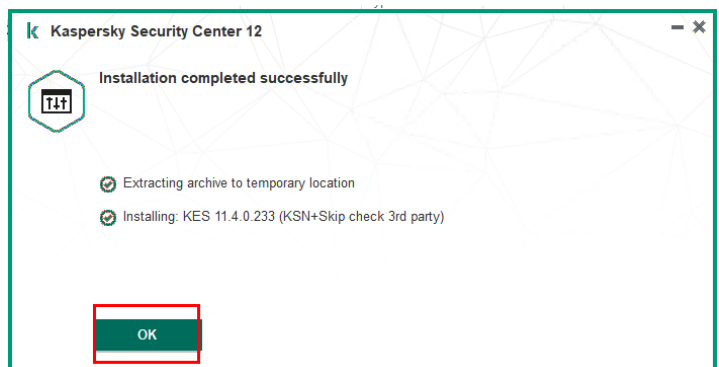 Kaspersky Security Center 12
Installation completed successfully
Extracting archive to temporary location
Installing: KES 11.4.0.233 (KSN+Skip check 3rd party)
OK